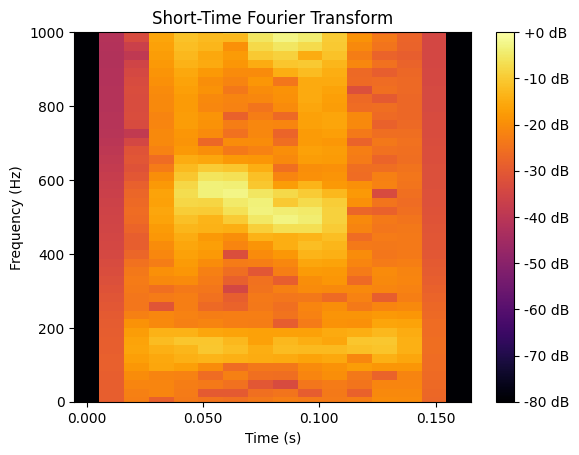 Short-Time Fourier Transform
1000
800
600
400
200
0
Frequency (Hz)
0.000
0.050
0.100
0.150
Time (s)
+0 dB
-10 dB
-20 dB
-30 dB
-40 dB
-50 dB
-60 dB
-70 dB
-80 dB